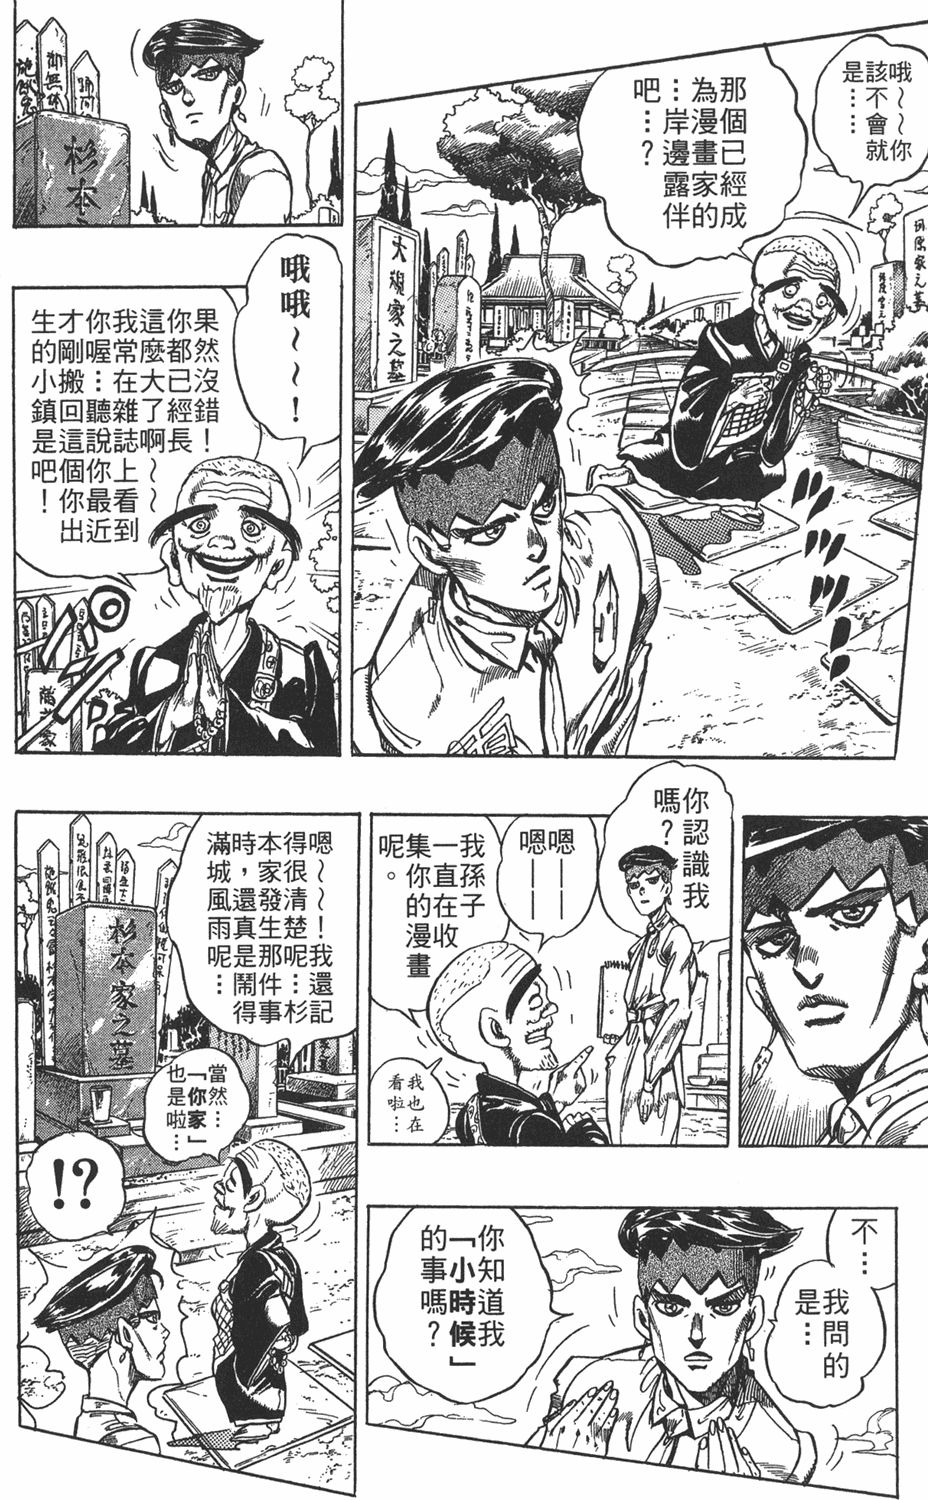 哦～～你
該不會就
是……
那個已經成
為漫畫家的
…岸邊露伴
吧…？
大槻家之墓
杉本
哦哦～～～！
果然沒錯！
你都已經長
這麼大了啊～～
我常在雜誌上看到
你喔…聽說你最近
才剛搬回這個你出
生的小鎮是吧！
你認識我
嗎？
嗯——
嗯——
我孫子
一直在收
集你的漫畫
呢。
我也在
看啦…
不…
我問的
是…
你知道我
「小時候」
的事嗎？
嗯～～！我還記
得很清楚呢…杉
本家發生那件事
時，還真是鬧得
滿城風雨呢…
杉本家之墓
當然…
「你家」
也是啦…
!?